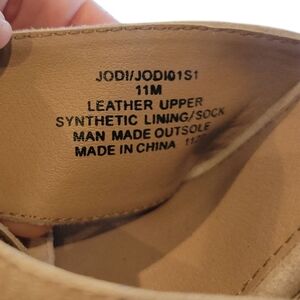 JODI/JODI01S1
11M
LEATHER UPPER
SYNTHETIC LINING/SOCK
MAN MADE OUTSOLE
MADE IN CHINA